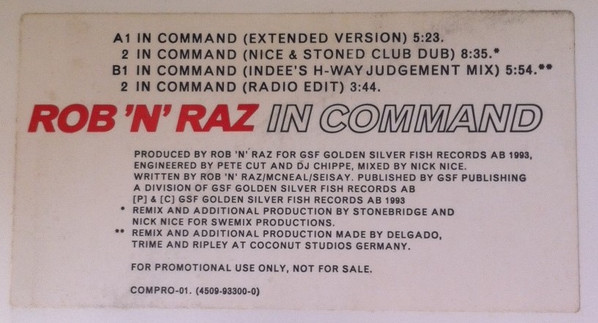 A1 IN COMMAND (EXTENDED VERSION) 5:23.
2 IN COMMAND (NICE & STONED CLUB DUB) 8:35.*
B1 IN COMMAND (INDEE'S H-WAY JUDGEMENT MIX) 5:54.**
2 IN COMMAND (RADIO EDIT) 3:44.
ROB 'N' RAZ IN COMMAND
PRODUCED BY ROB 'N' RAZ FOR GSF GOLDEN SILVER FISH RECORDS AB 1993,
ENGINEERED BY PETE CUT AND DJ CHIPPE, MIXED BY NICK NICE.
WRITTEN BY ROB 'N' RAZ/MCNEAL/SEISAY. PUBLISHED BY GSF PUBLISHING
A DIVISION OF GSF GOLDEN SILVER FISH RECORDS AB
[P] & [C] GSF GOLDEN SILVER FISH RECORDS AB 1993
* REMIX AND ADDITIONAL PRODUCTION BY STONEBRIDGE AND
NICK NICE FOR SWEMIX PRODUCTIONS.
** REMIX AND ADDITIONAL PRODUCTION MADE BY DELGADO,
TRIME AND RIPLEY AT COCONUT STUDIOS GERMANY.
FOR PROMOTIONAL USE ONLY, NOT FOR SALE.
COMPRO-01. (4509-93300-0)